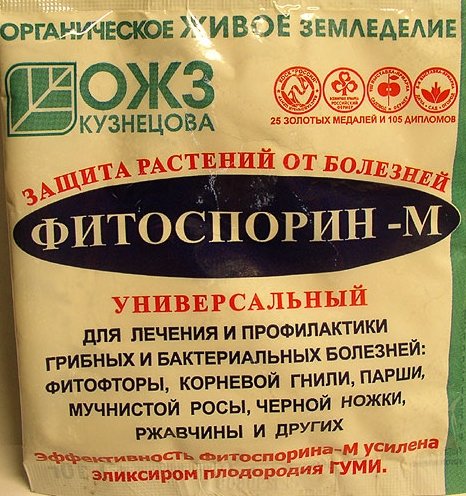 ОРГАНИЧЕСКОЕ ЖИВОЕ ЗЕМЛЕДЕЛИЕ
ОЖЗ
КУЗНЕЦОВА
25 ЗОЛОТЫХ МЕДАЛЕЙ И 105 ДИПЛОМОВ
ЗАЩИТА РАСТЕНИЙ ОТ БОЛЕЗНЕЙ
ФИТОСПОРИН -М
УНИВЕРСАЛЬНЫЙ
ДЛЯ ЛЕЧЕНИЯ И ПРОФИЛАКТИКИ
ГРИБНЫХ И БАКТЕРИАЛЬНЫХ БОЛЕЗНЕЙ:
ФИТОФТОРЫ, КОРНЕВОЙ ГНИЛИ, ПАРШИ,
МУЧНИСТОЙ РОСЫ, ЧЕРНОЙ НОЖКИ,
РЖАВЧИНЫ И ДРУГИХ
Эффективность Фитоспорина-М усилена
эликсиром плодородия ГУМИ.